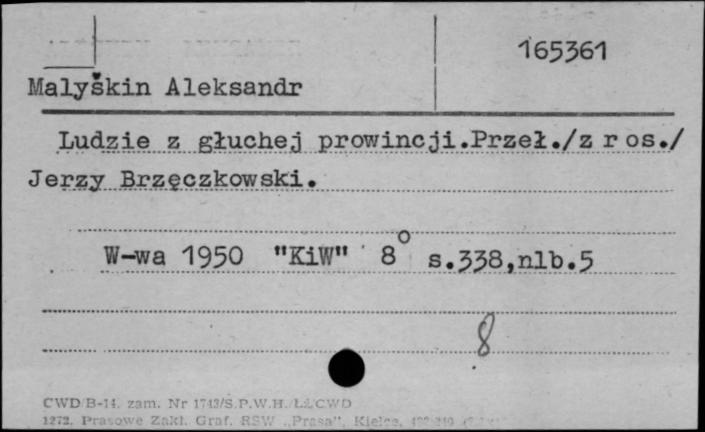 165361
Malyškin Aleksandr
Ludzie z głuchej prowincji.Przeł./z r os./
Jerzy Brzęczkowski.
W-wa 1950 "KiW" 8° s.338,nlb.5
8
CWD/B-14. zam. Nr 1743/S.P.W.H./Ł/CWD
1272. Prasowe Zakł. Graf. RSW „Prasa", Kielce,